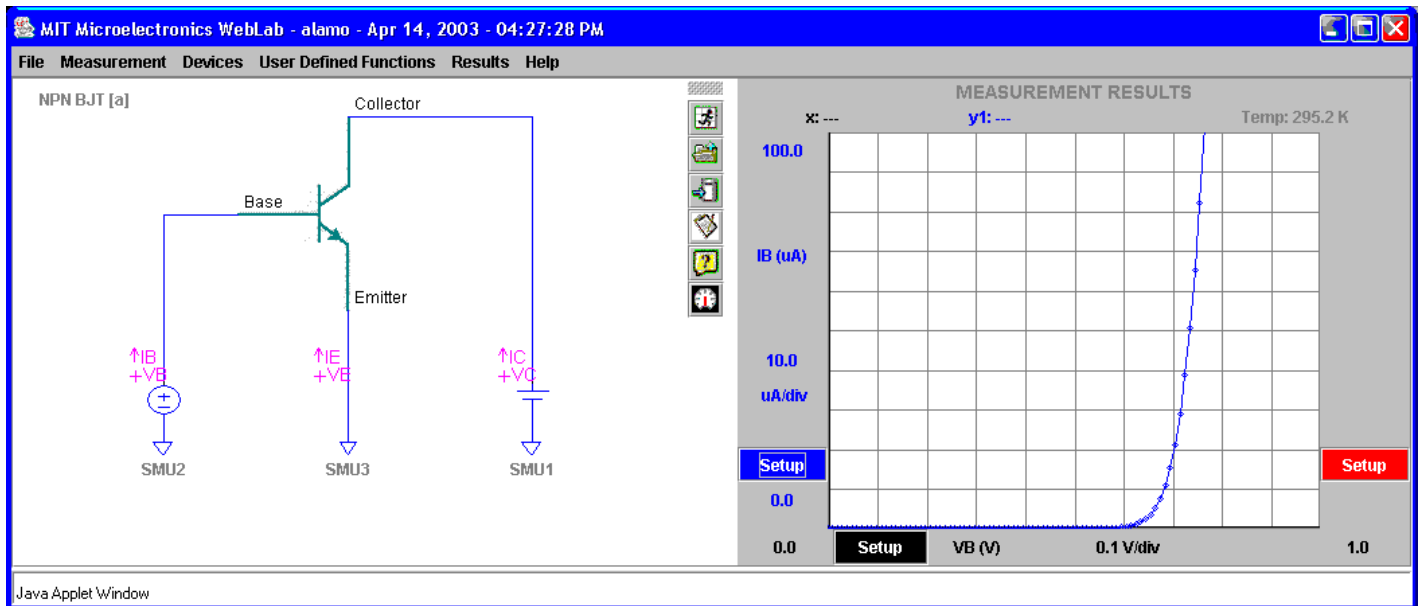 MIT Microelectronics WebLab - alamo - Apr 14, 2003 - 04:27:28 PM
File Measurement Devices User Defined Functions Results Help
NPN BJT [a]
Collector
Base
Emitter
↑IB
+VB
↑IE
+VE
↑IC
+VC
SMU2
SMU3
SMU1
MEASUREMENT RESULTS
x: --- y1: --- Temp: 295.2 K
100.0
IB (uA)
10.0
uA/div
Setup
Setup
0.0
0.0 Setup VB (V) 0.1 V/div 1.0
Java Applet Window